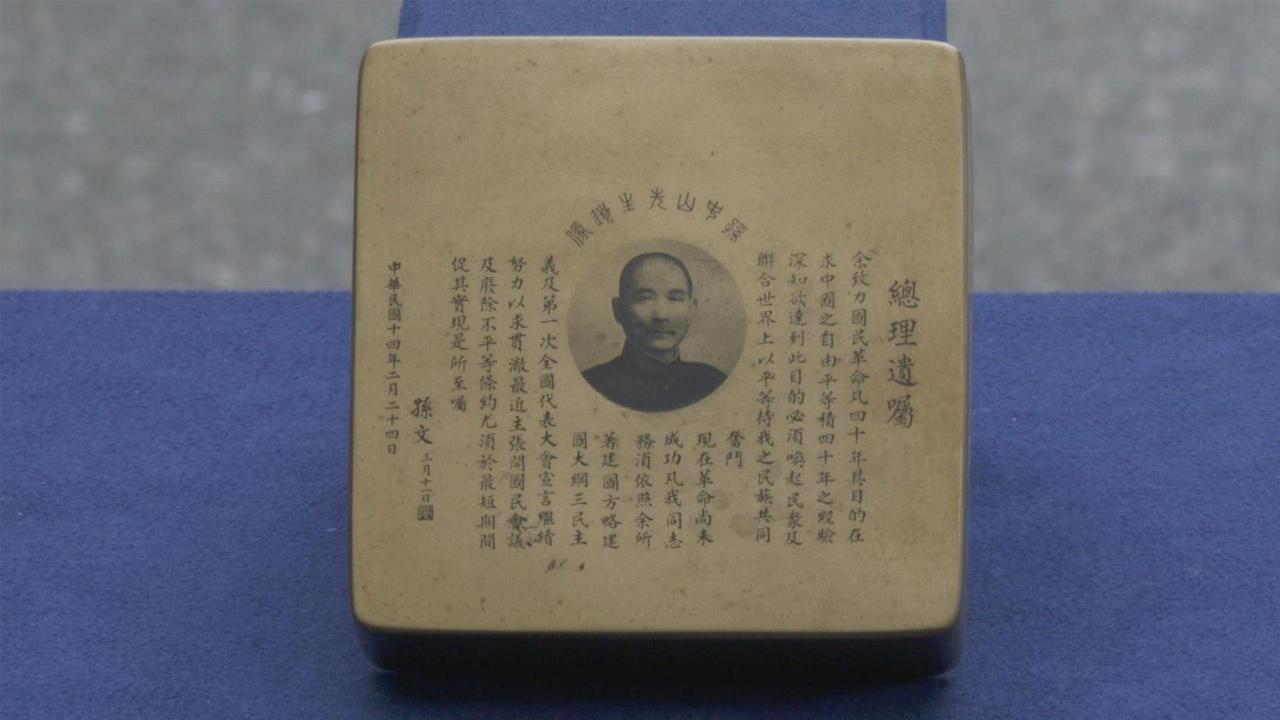 總理遺囑
余致力國民革命凡四十年其目的在
求中國之自由平等積四十年之經驗
深知欲達到此目的必須喚起民衆及
聯合世界上以平等待我之民族共同
奮鬥
孫中山先生遺像
現在革命尚未
成功凡我同志
務須依照余所
著建國方略建
國大綱三民主
義及第一次全國代表大會宣言繼續
努力以求貫澈最近主張開國民會議
及廢除不平等條約尤須於最短期間
促其實現是所至囑
孫文 三月十一日
中華民國十四年二月二十四日